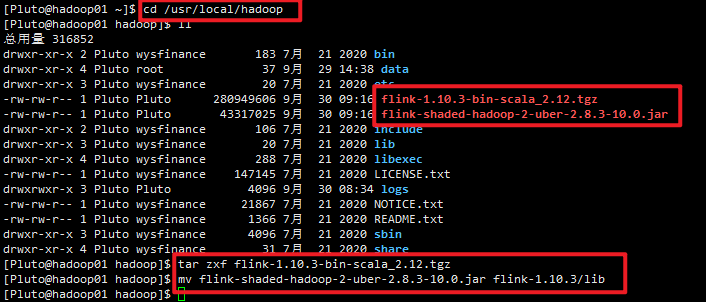 [Pluto@hadoop01 ~]$ cd /usr/local/hadoop
[Pluto@hadoop01 hadoop]$ ll
总用量 316852
drwxr-xr-x 2 Pluto wysfinance 183 7月 21 2020 bin
drwxr-xr-x 4 Pluto root 37 9月 29 14:38 data
drwxr-xr-x 3 Pluto wysfinance 20 7月 21 2020 etc
-rw-rw-r-- 1 Pluto Pluto 280949606 9月 30 09:16 flink-1.10.3-bin-scala_2.12.tgz
-rw-rw-r-- 1 Pluto Pluto 43317025 9月 30 09:16 flink-shaded-hadoop-2-uber-2.8.3-10.0.jar
drwxr-xr-x 2 Pluto wysfinance 106 7月 21 2020 include
drwxr-xr-x 3 Pluto wysfinance 20 7月 21 2020 lib
drwxr-xr-x 4 Pluto wysfinance 288 7月 21 2020 libexec
-rw-rw-r-- 1 Pluto wysfinance 147145 7月 21 2020 LICENSE.txt
drwxrwxr-x 3 Pluto Pluto 4096 9月 30 08:34 logs
-rw-rw-r-- 1 Pluto wysfinance 21867 7月 21 2020 NOTICE.txt
-rw-rw-r-- 1 Pluto wysfinance 1366 7月 21 2020 README.txt
drwxr-xr-x 3 Pluto wysfinance 4096 7月 21 2020 sbin
drwxr-xr-x 4 Pluto wysfinance 31 7月 21 2020 share
[Pluto@hadoop01 hadoop]$ tar zxf flink-1.10.3-bin-scala_2.12.tgz
[Pluto@hadoop01 hadoop]$ mv flink-shaded-hadoop-2-uber-2.8.3-10.0.jar flink-1.10.3/lib
[Pluto@hadoop01 hadoop]$